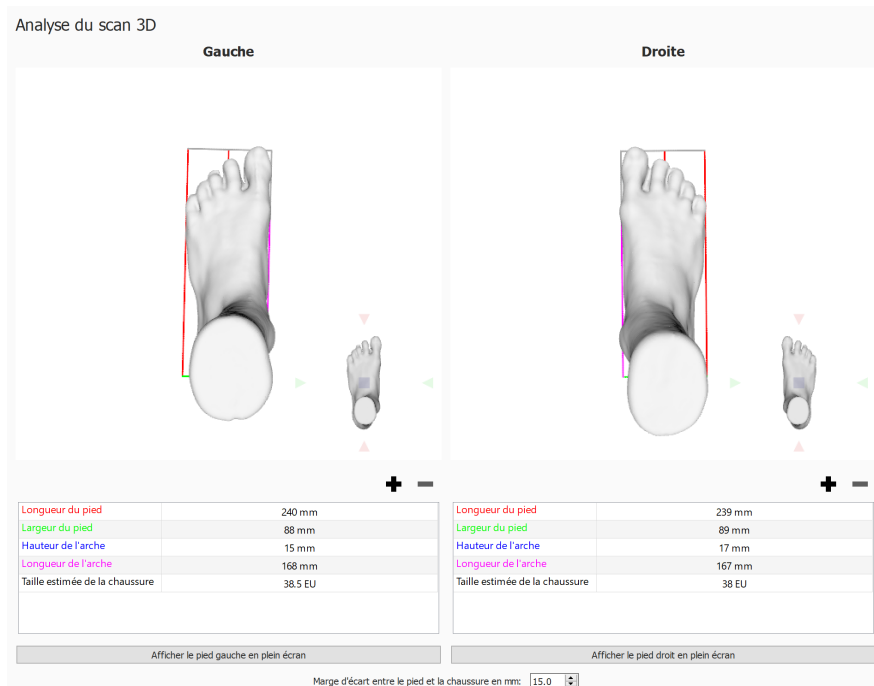 Analyse du scan 3D
Gauche Droite
Longueur du pied 240 mm
Largeur du pied 88 mm
Hauteur de l'arche 15 mm
Longueur de l'arche 168 mm
Taille estimée de la chaussure 38.5 EU
Longueur du pied 239 mm
Largeur du pied 89 mm
Hauteur de l'arche 17 mm
Longueur de l'arche 167 mm
Taille estimée de la chaussure 38 EU
Afficher le pied gauche en plein écran
Afficher le pied droit en plein écran
Marge d'écart entre le pied et la chaussure en mm: 15.0